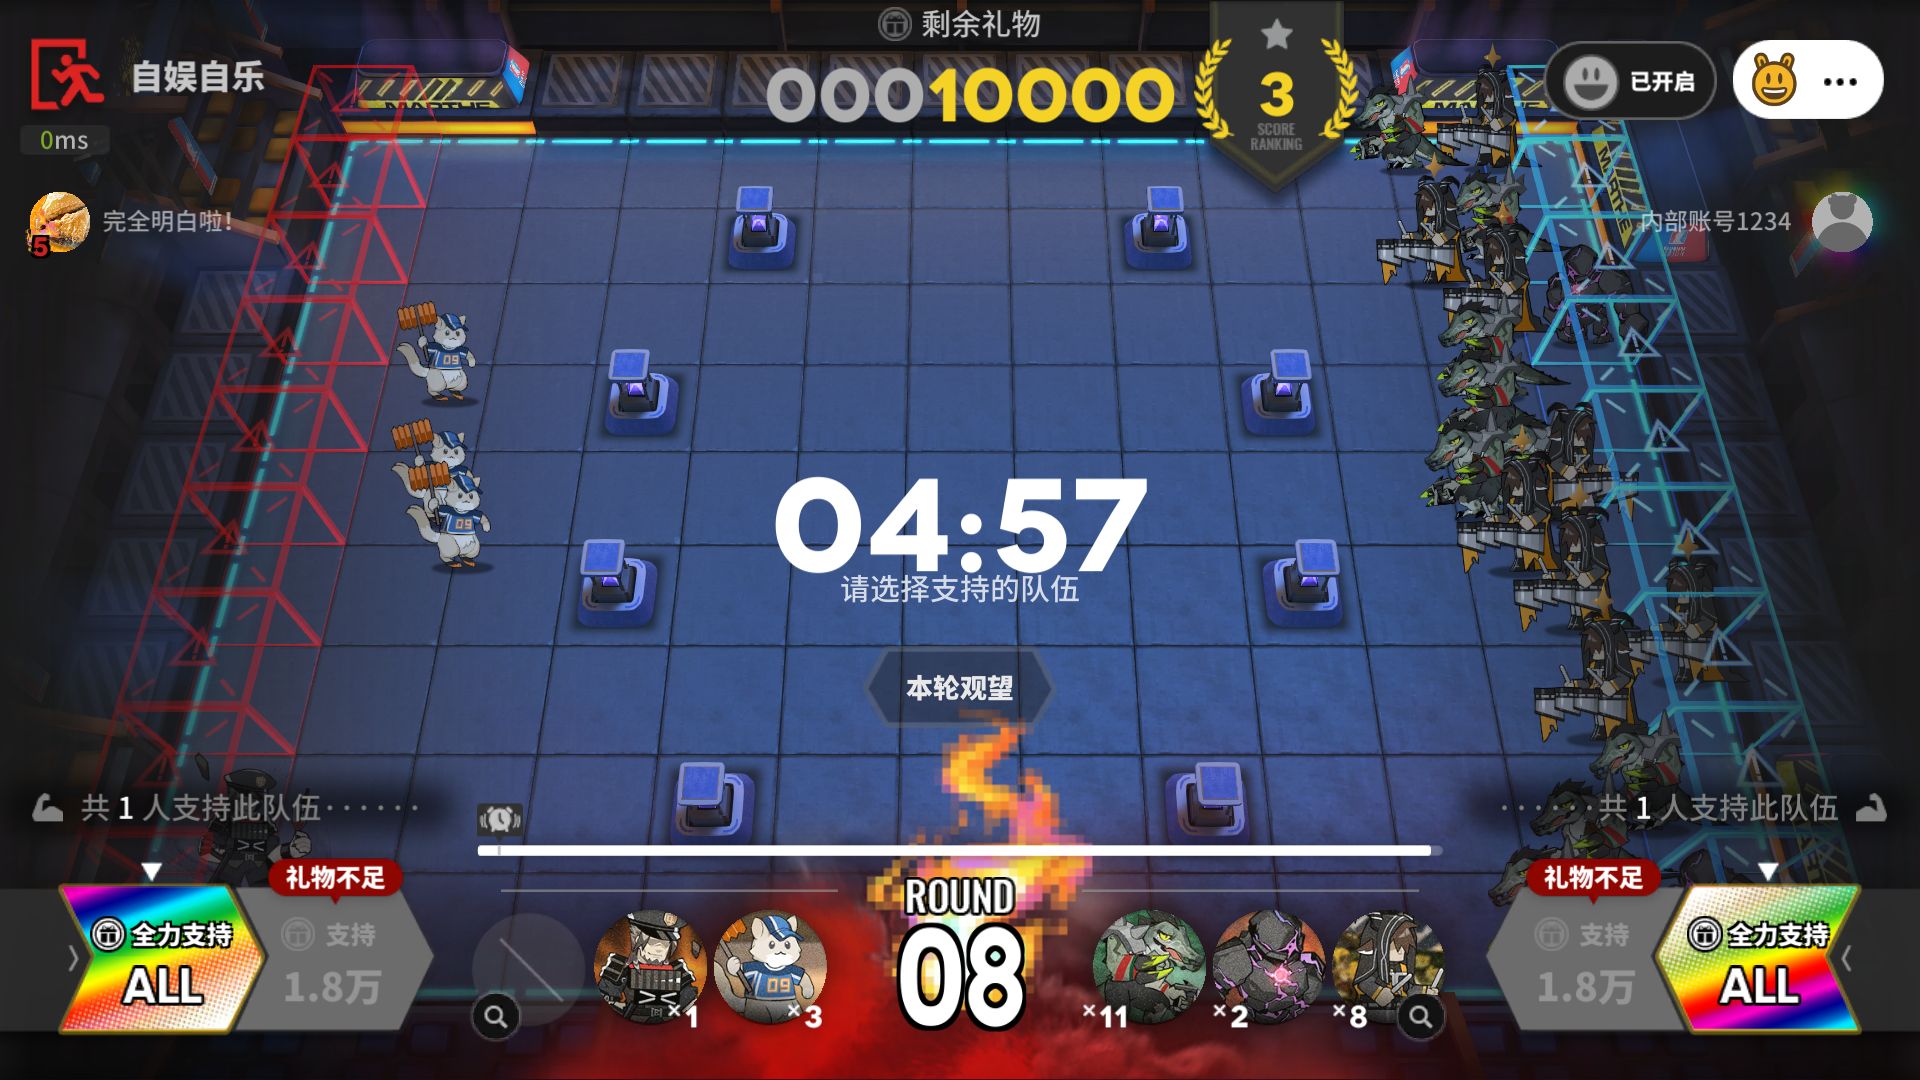 剩余礼物
自娱自乐
00010000
3
SCORE
RANKING
已开启
0ms
5
完全明白啦!
内部账号1234
09
09
04:57
请选择支持的队伍
本轮观望
共 1 人支持此队伍······
······共 1 人支持此队伍
礼物不足
礼物不足
全力支持
ALL
支持
1.8万
×1
09
×3
ROUND
08
×11
×2
×8
支持
1.8万
全力支持
ALL